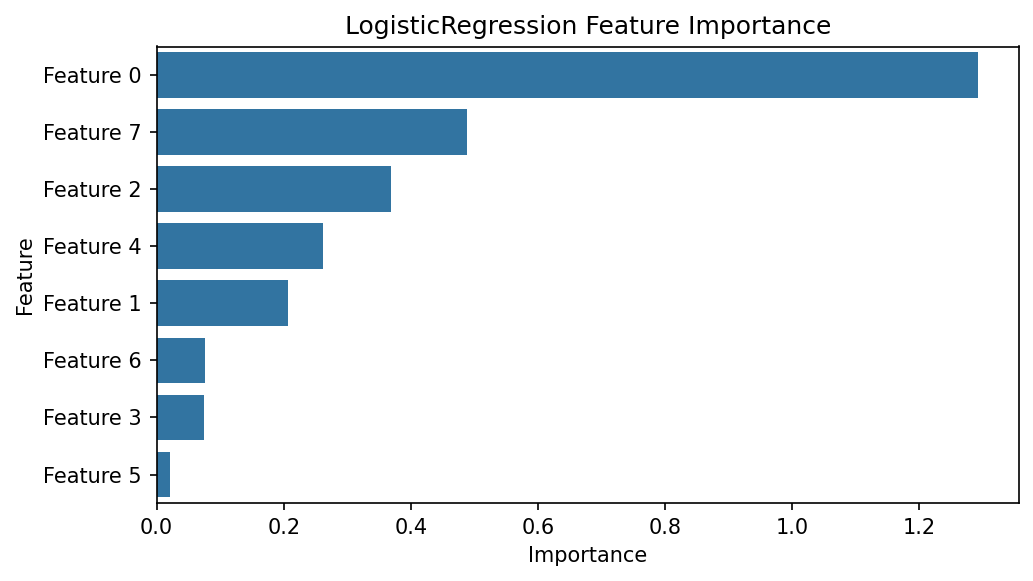 LogisticRegression Feature Importance
Feature 0
Feature 7
Feature 2
Feature 4
Feature 1
Feature 6
Feature 3
Feature 5
Feature
0.0 0.2 0.4 0.6 0.8 1.0 1.2
Importance